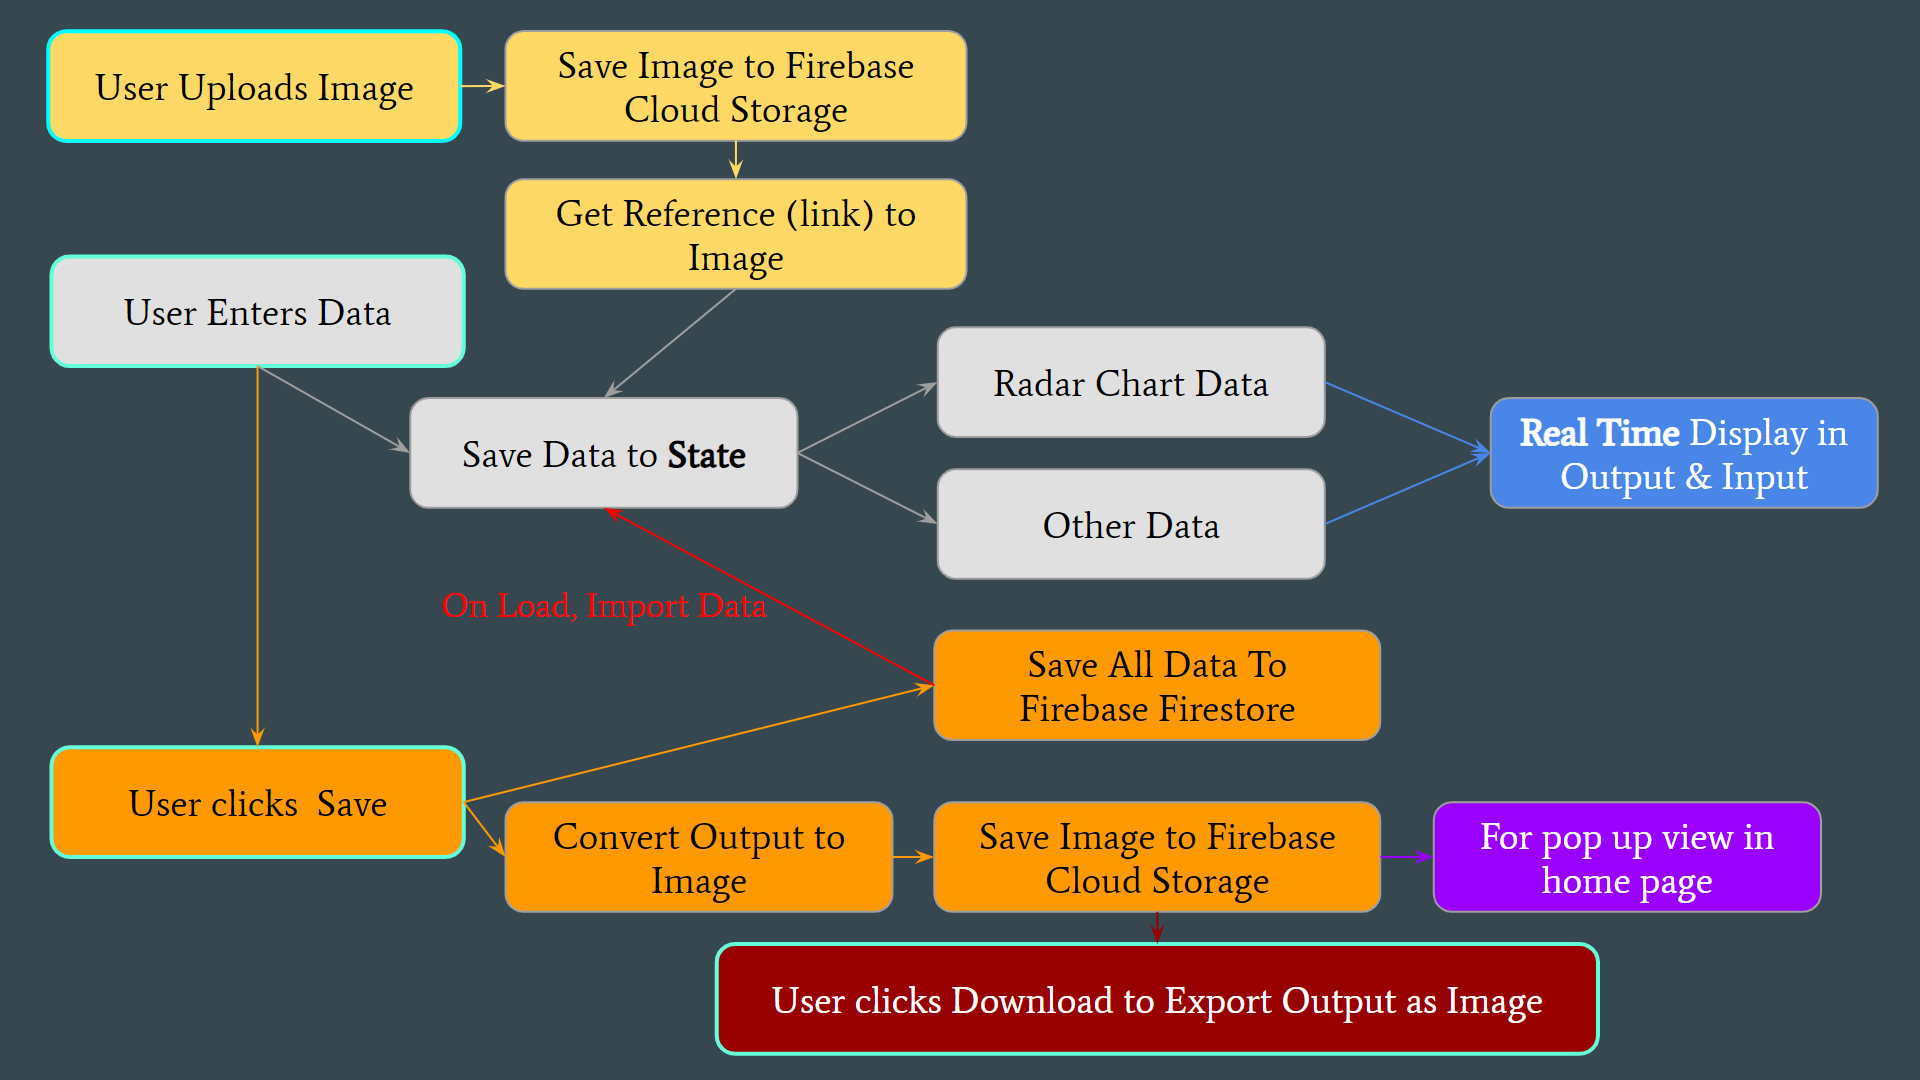 User Uploads Image
Save Image to Firebase
Cloud Storage
Get Reference (link) to
Image
User Enters Data
Radar Chart Data
Save Data to State
Real Time Display in
Output & Input
Other Data
On Load, Import Data
Save All Data To
Firebase Firestore
User clicks  Save
Convert Output to
Image
Save Image to Firebase
Cloud Storage
For pop up view in
home page
User clicks Download to Export Output as Image